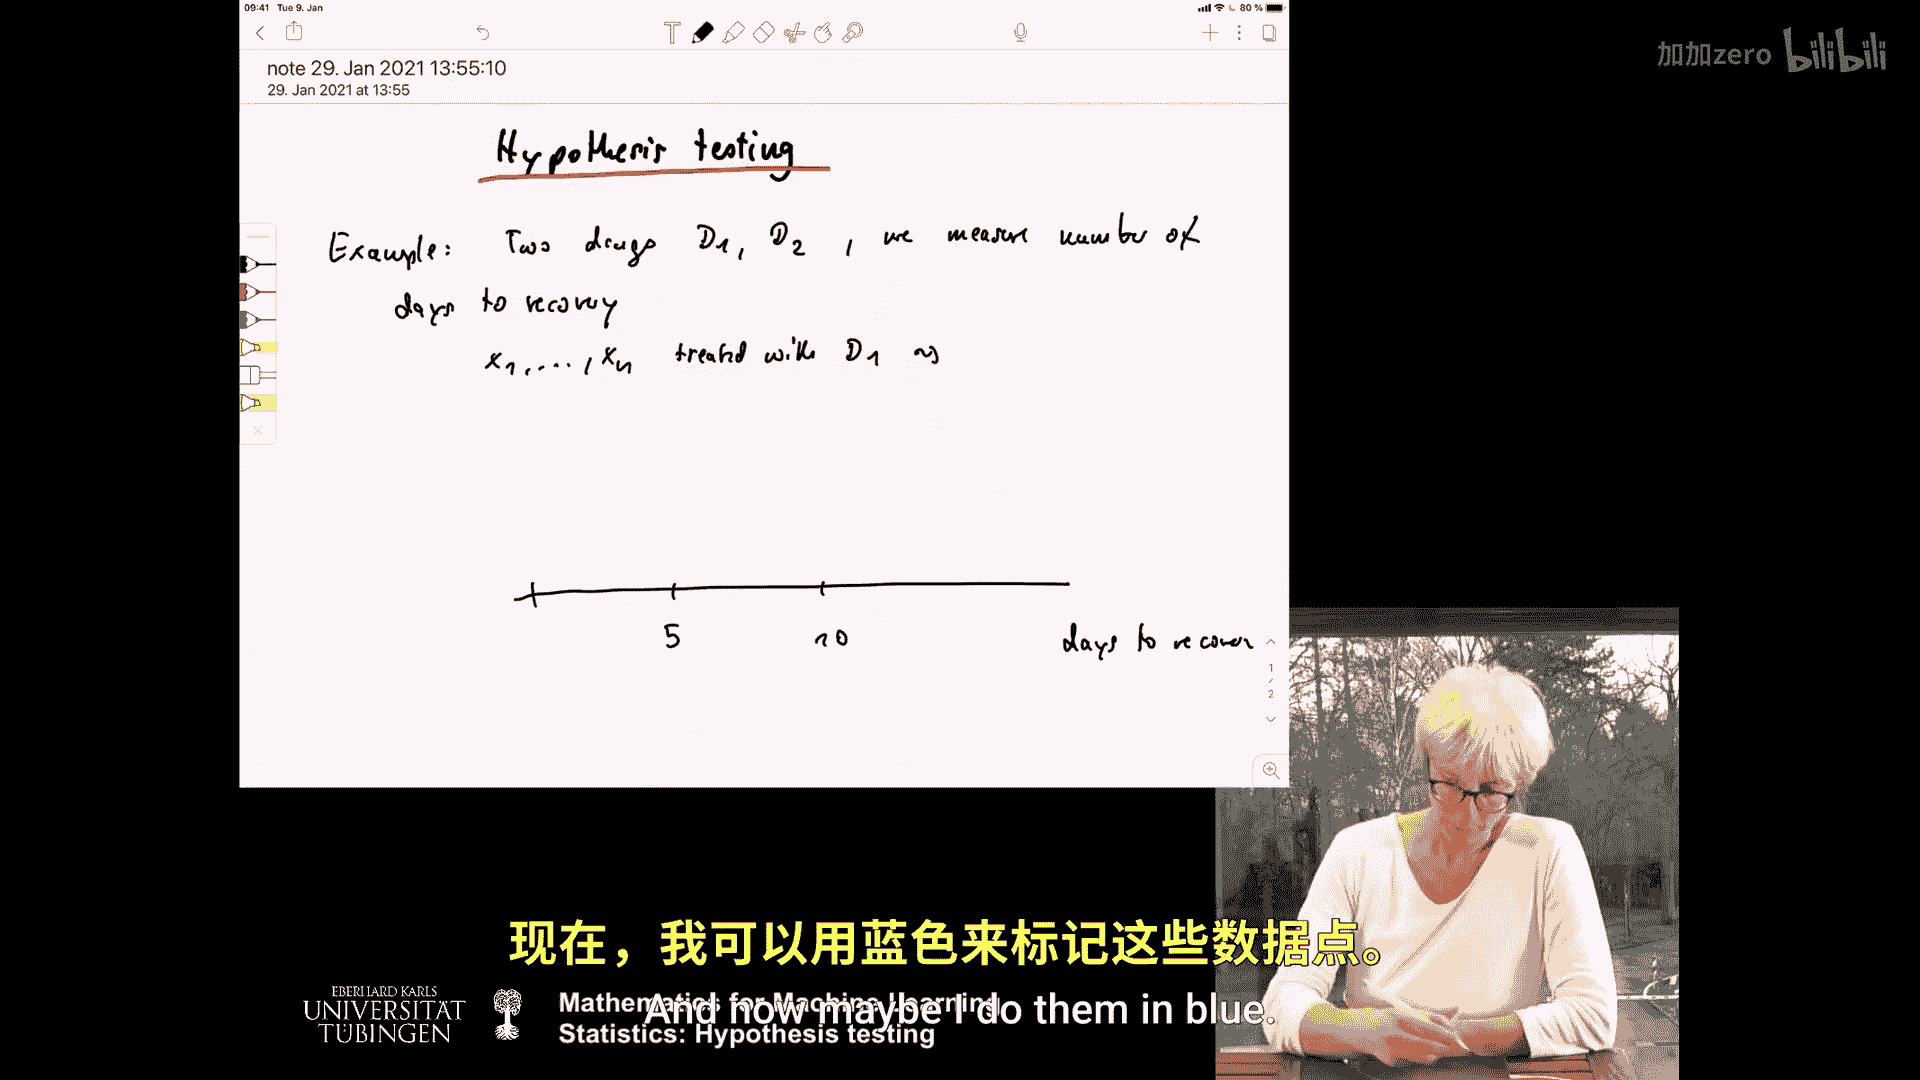 09:41 Tue 9. Jan
80 %
加加zero bilibili
note 29. Jan 2021 13:55:10
29. Jan 2021 at 13:55
Hypothesis testing
Example: Two drugs D1, D2, we measure number of
days to recovery
x1, ..., xn treated with D1 ~>
5 10 days to recover
1
/
2
现在，我可以用蓝色来标记这些数据点。
And now maybe I do them in blue.
EBERHARD KARLS
UNIVERSITÄT
TÜBINGEN
Mathematics for Machine Learning
Statistics: Hypothesis testing